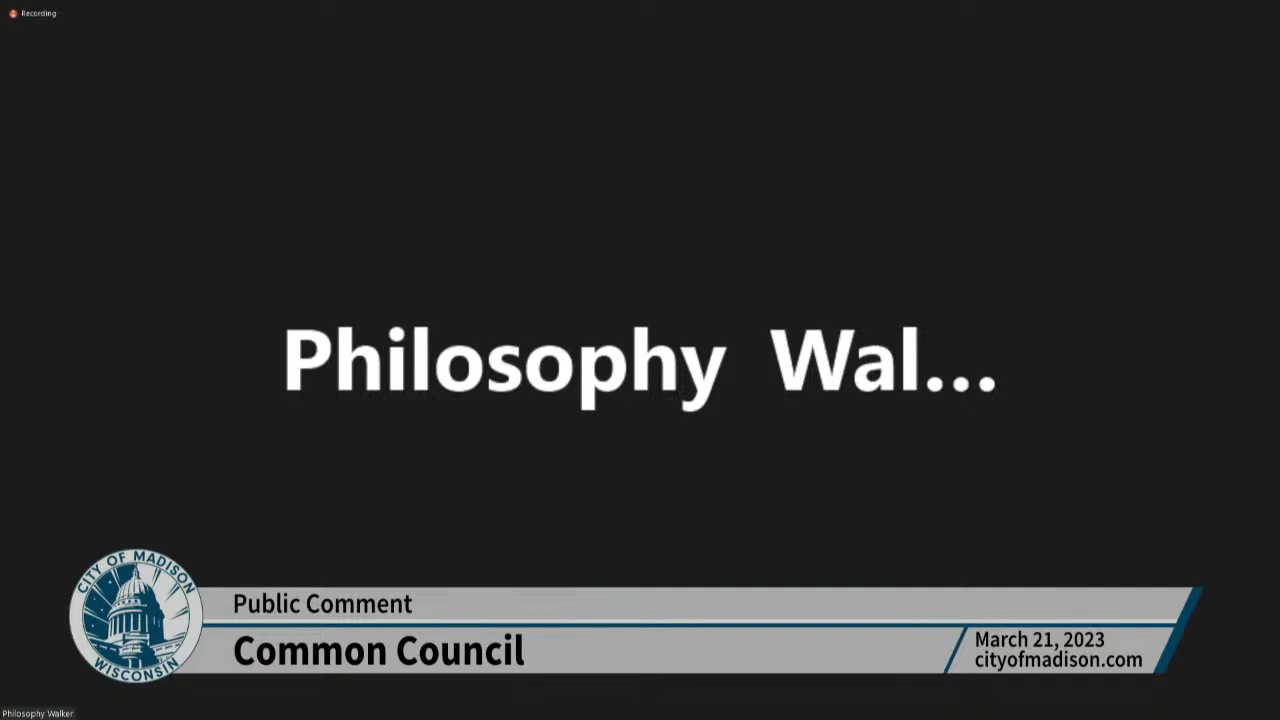 Recording
Philosophy Wal...
CITY OF MADISON
WISCONSIN
Public Comment
Common Council
March 21, 2023
cityofmadison.com
Philosophy Walker